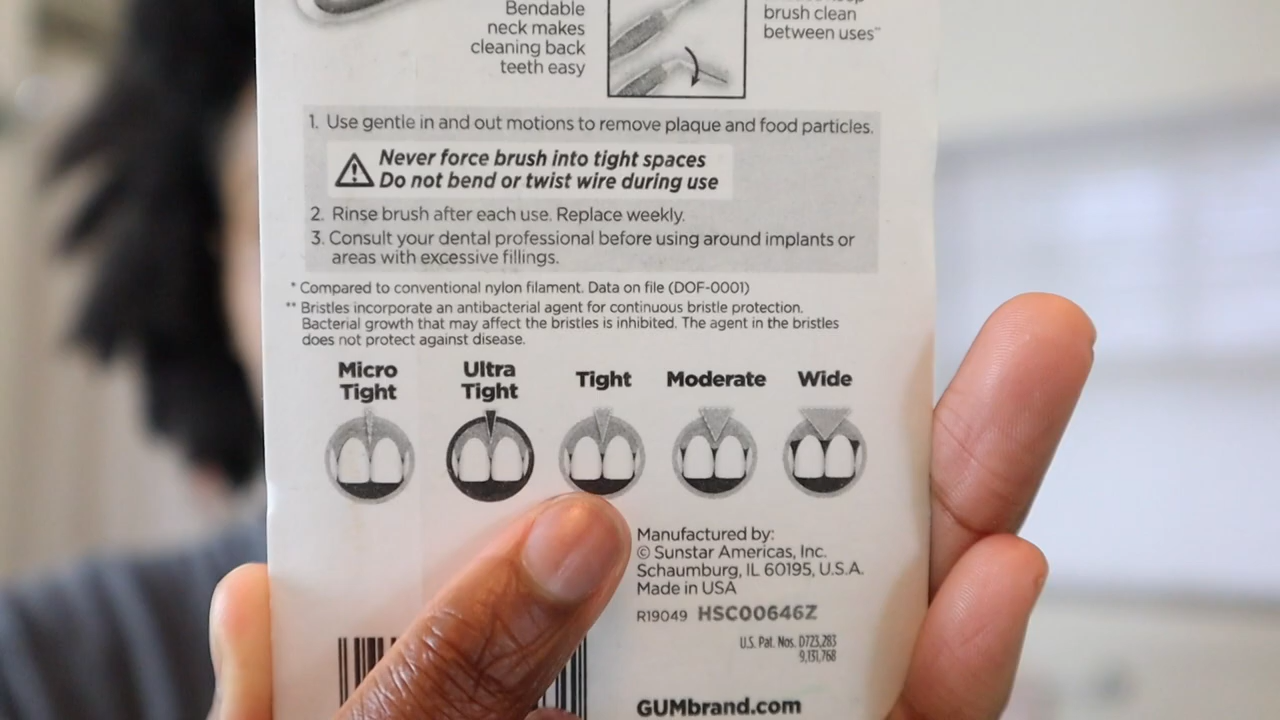 Bendable
neck makes
cleaning back
teeth easy
brush clean
between uses**
1. Use gentle in and out motions to remove plaque and food particles.
Never force brush into tight spaces
Do not bend or twist wire during use
2. Rinse brush after each use. Replace weekly.
3. Consult your dental professional before using around implants or
areas with excessive fillings.
* Compared to conventional nylon filament. Data on file (DOF-0001)
** Bristles incorporate an antibacterial agent for continuous bristle protection.
Bacterial growth that may affect the bristles is inhibited. The agent in the bristles
does not protect against disease.
Micro
Tight
Ultra
Tight
Tight
Moderate
Wide
Manufactured by:
© Sunstar Americas, Inc.
Schaumburg, IL 60195, U.S.A.
Made in USA
R19049 HSC00646Z
U.S. Pat. Nos. D723,283
9,131,768
GUMbrand.com